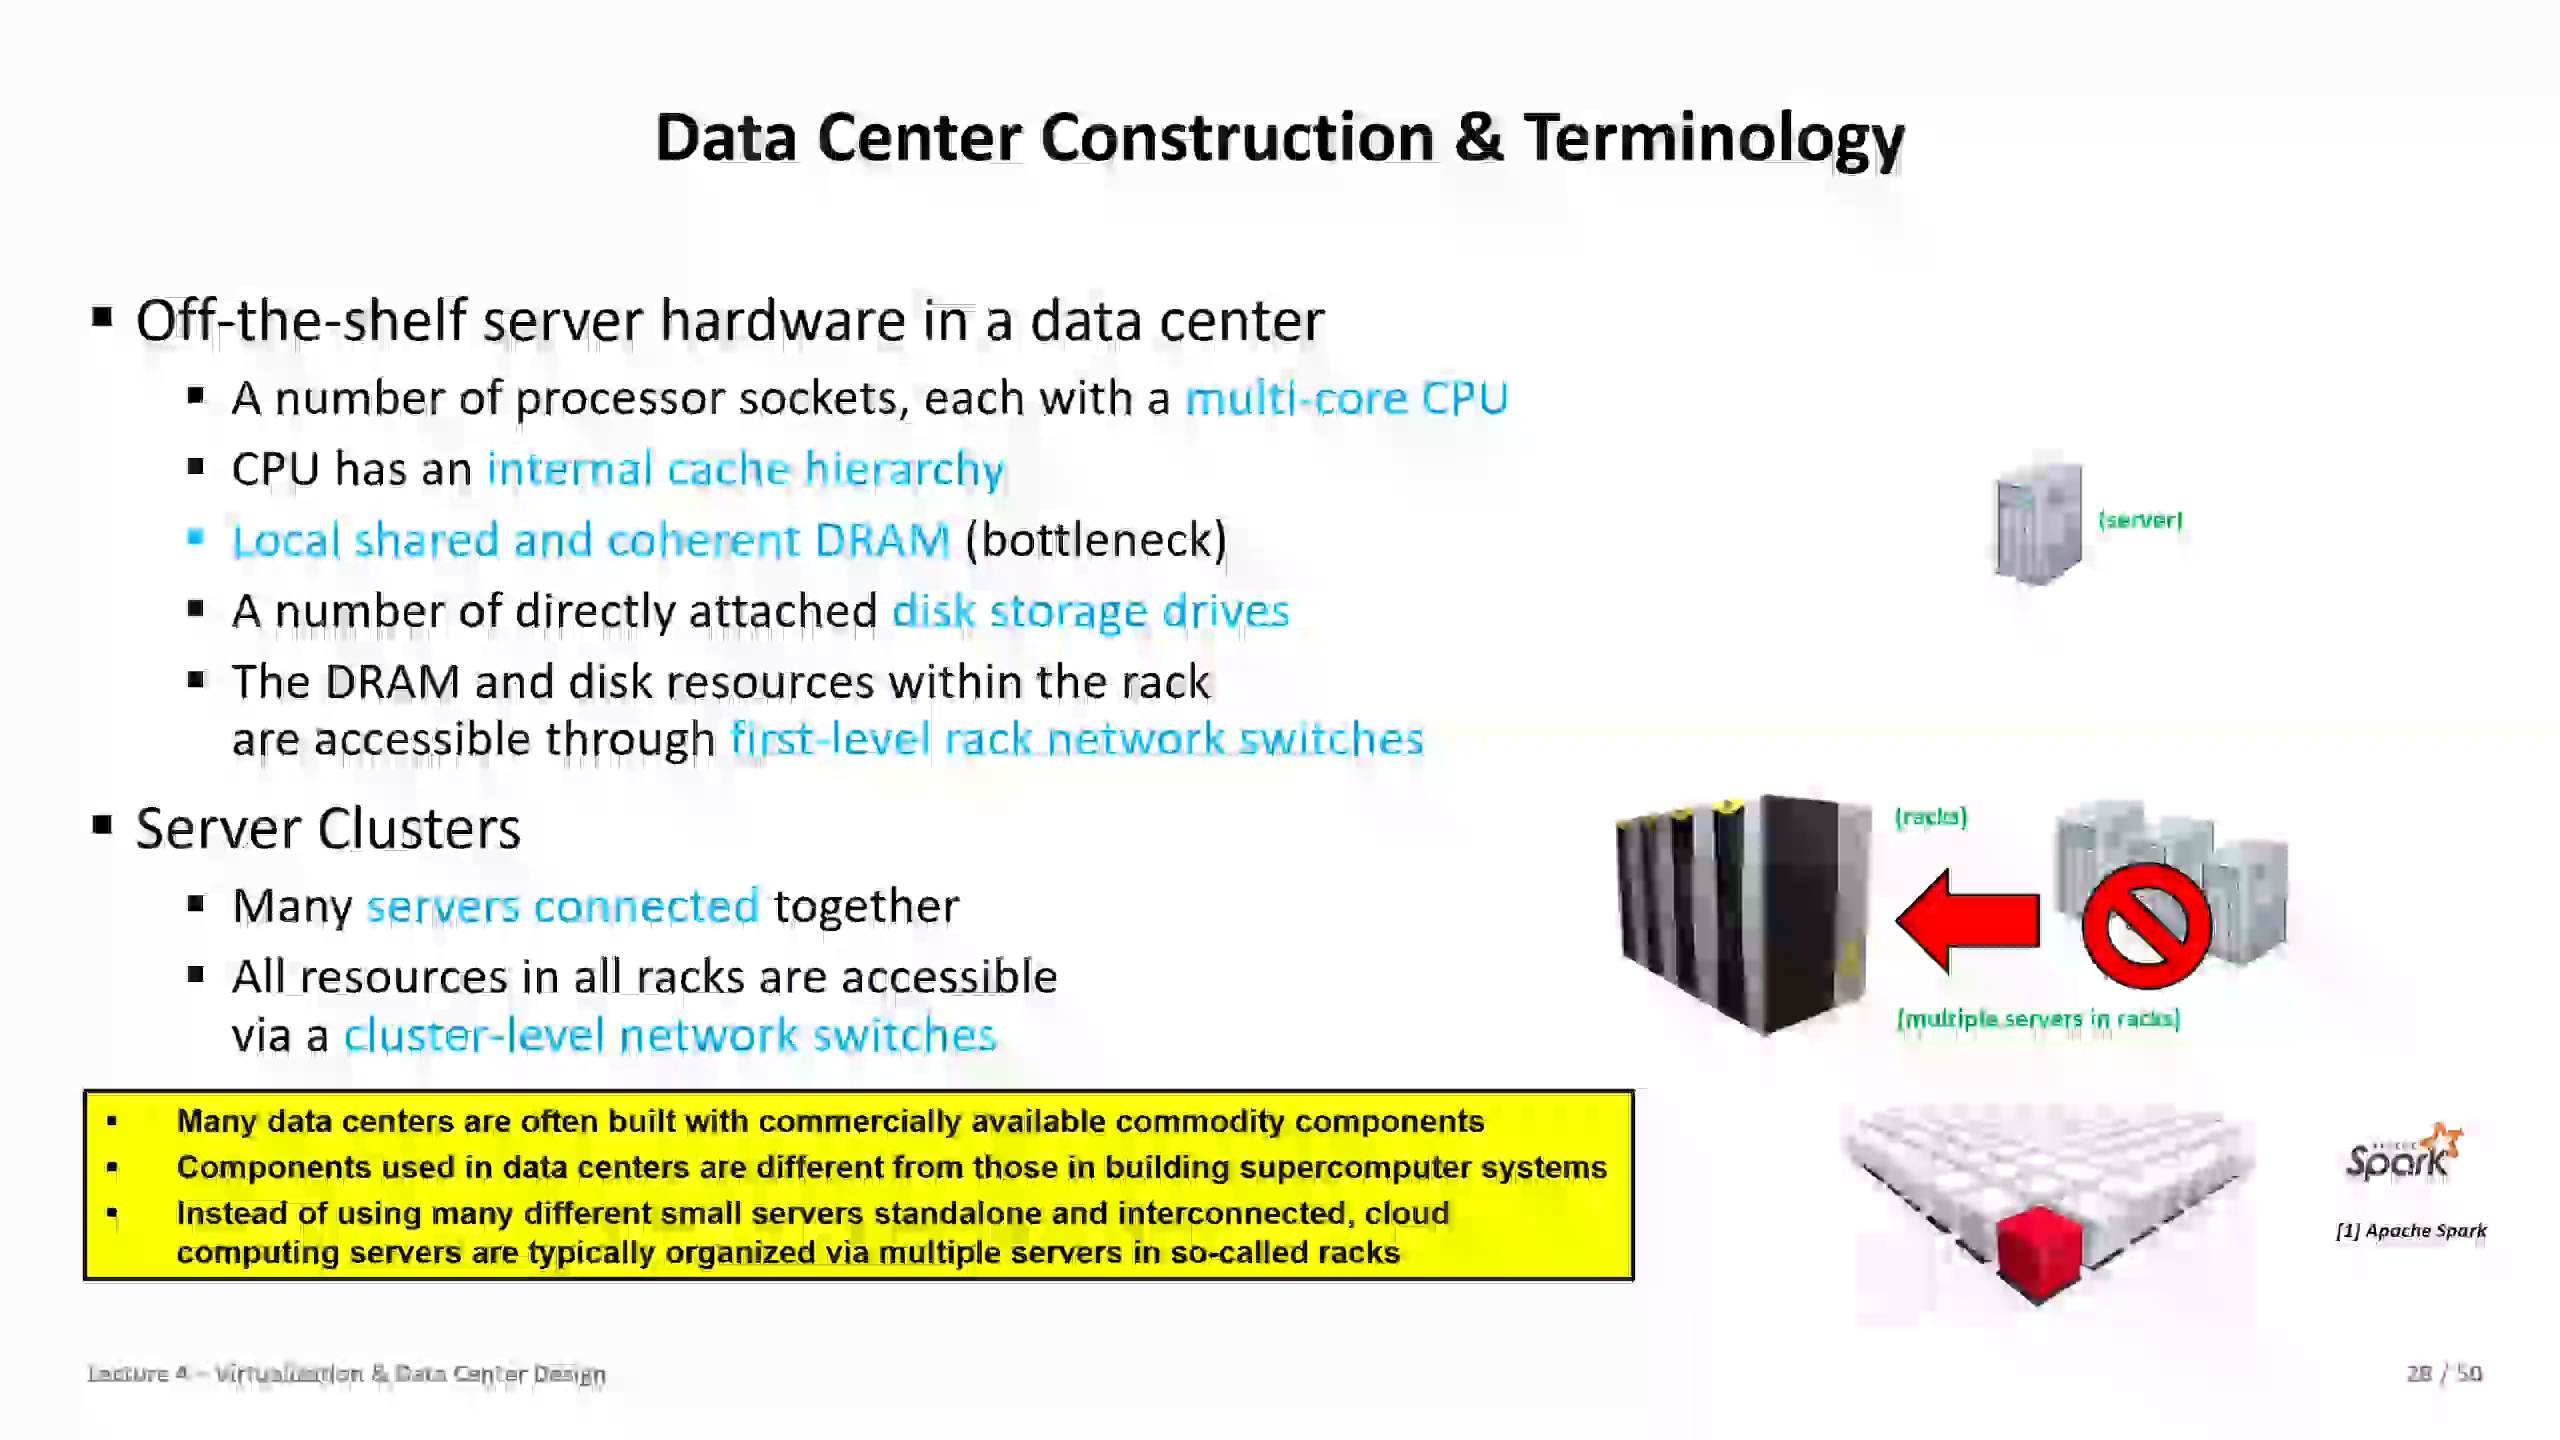 Data Center Construction & Terminology
▪ Off-the-shelf server hardware in a data center
▪ A number of processor sockets, each with a multi-core CPU
▪ CPU has an internal cache hierarchy
▪ Local shared and coherent DRAM (bottleneck)
▪ A number of directly attached disk storage drives
▪ The DRAM and disk resources within the rack
are accessible through first-level rack network switches
(server)
▪ Server Clusters
▪ Many servers connected together
▪ All resources in all racks are accessible
via a cluster-level network switches
(racks)
(multiple servers in racks)
▪ Many data centers are often built with commercially available commodity components
▪ Components used in data centers are different from those in building supercomputer systems
▪ Instead of using many different small servers standalone and interconnected, cloud
computing servers are typically organized via multiple servers in so-called racks
Spark
[1] Apache Spark
Lecture 4 – Virtualization & Data Center Design
28 / 50